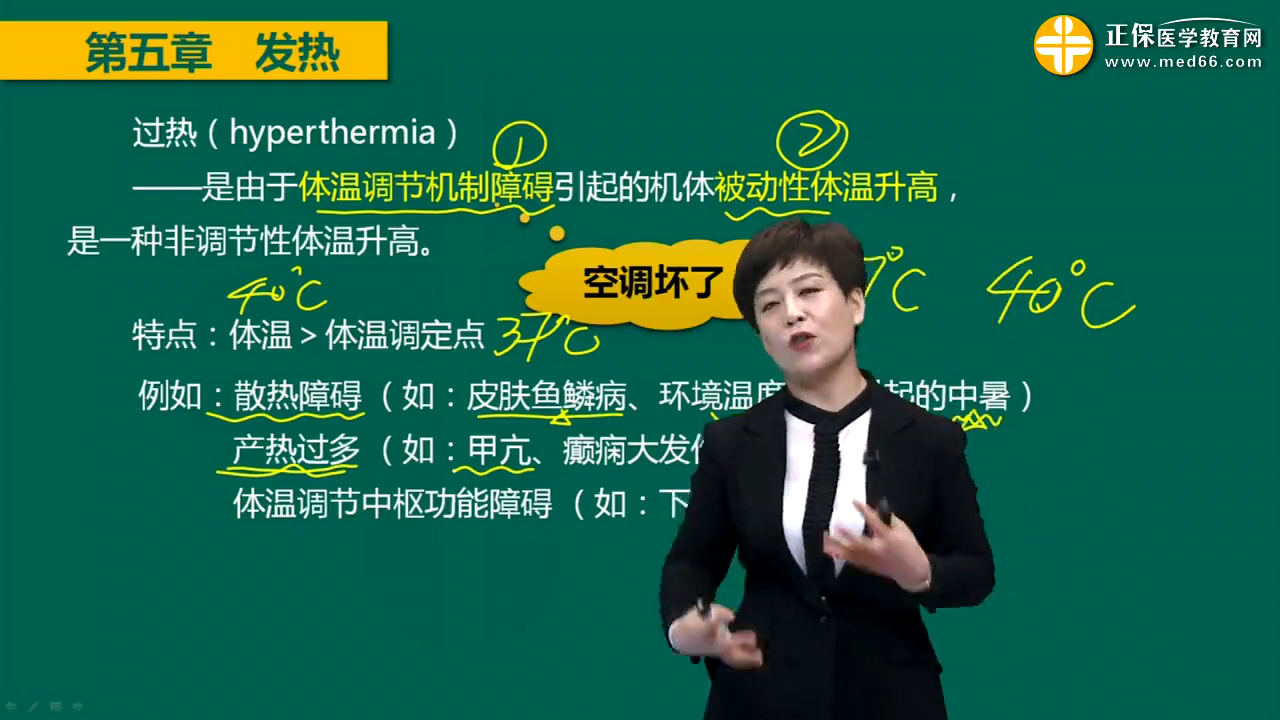 第五章 发热
正保医学教育网
www.med66.com
过热（hyperthermia）
① ②
——是由于体温调节机制障碍引起的机体被动性体温升高，
是一种非调节性体温升高。
空调坏了
7°C 40°C
40°C
特点：体温＞体温调定点 37°C
例如：散热障碍（如：皮肤鱼鳞病、环境温度 起的中暑）
产热过多（如：甲亢、癫痫大发作
体温调节中枢功能障碍（如：下